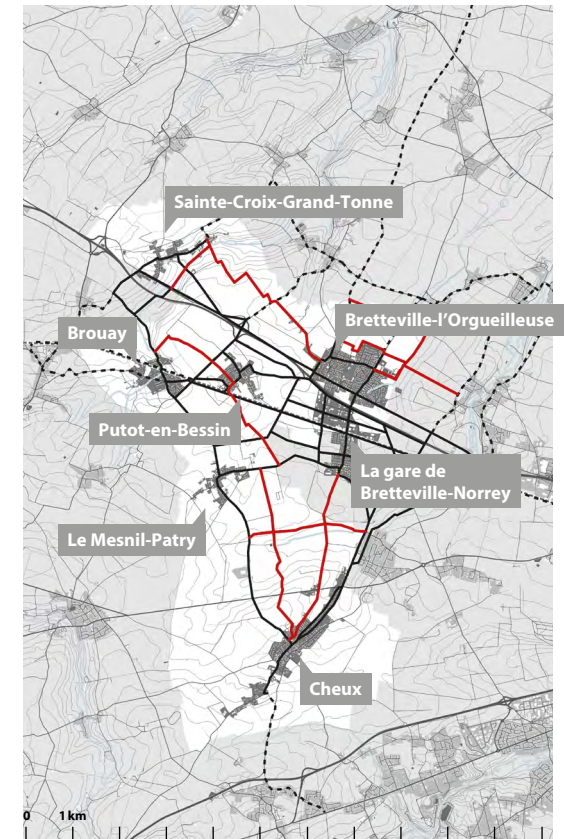 Sainte-Croix-Grand-Tonne
Bretteville-l'Orgueilleuse
Brouay
Putot-en-Bessin
La gare de
Bretteville-Norrey
Le Mesnil-Patry
Cheux
0 1 km